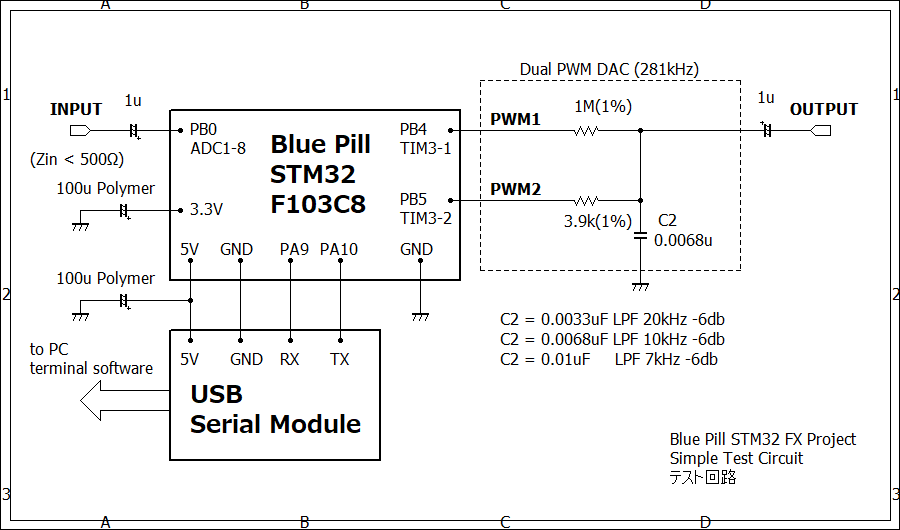 A B C D
Dual PWM DAC (281kHz)
1 1
1u 1M(1%) 1u
INPUT PWM1 OUTPUT
PB0 Blue Pill PB4
ADC1-8 STM32 TIM3-1
(Zin < 500Ω) F103C8
100u Polymer PWM2
3.3V PB5
TIM3-2 3.9k(1%) C2
0.0068u
5V GND PA9 PA10 GND
100u Polymer
2 2
C2 = 0.0033uF LPF 20kHz -6db
C2 = 0.0068uF LPF 10kHz -6db
C2 = 0.01uF LPF 7kHz -6db
to PC
terminal software
5V GND RX TX
USB
Serial Module
Blue Pill STM32 FX Project
Simple Test Circuit
テスト回路
3 3
A B C D